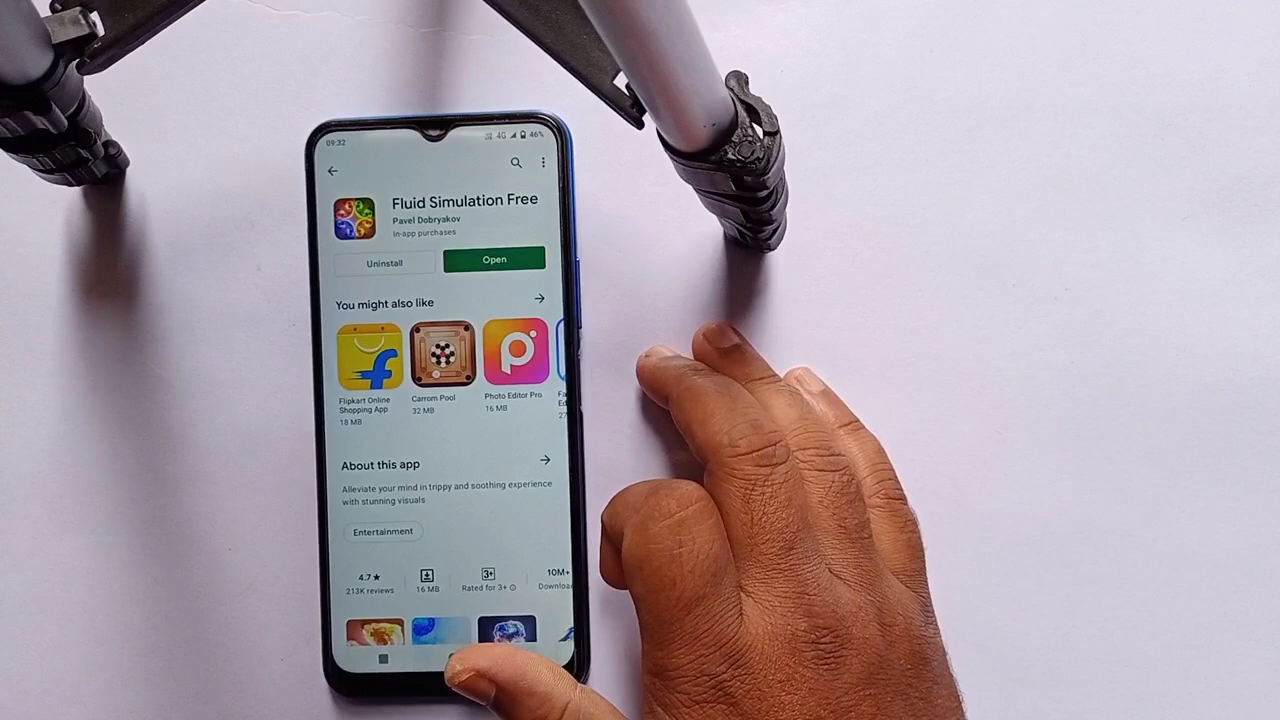 09:32
4G 46%
Fluid Simulation Free
Pavel Dobryakov
In-app purchases
Uninstall
Open
You might also like
Flipkart Online
Shopping App
18 MB
Carrom Pool
32 MB
Photo Editor Pro
16 MB
About this app
Alleviate your mind in trippy and soothing experience
with stunning visuals
Entertainment
4.7★
213K reviews
16 MB
3+
Rated for 3+
10M+